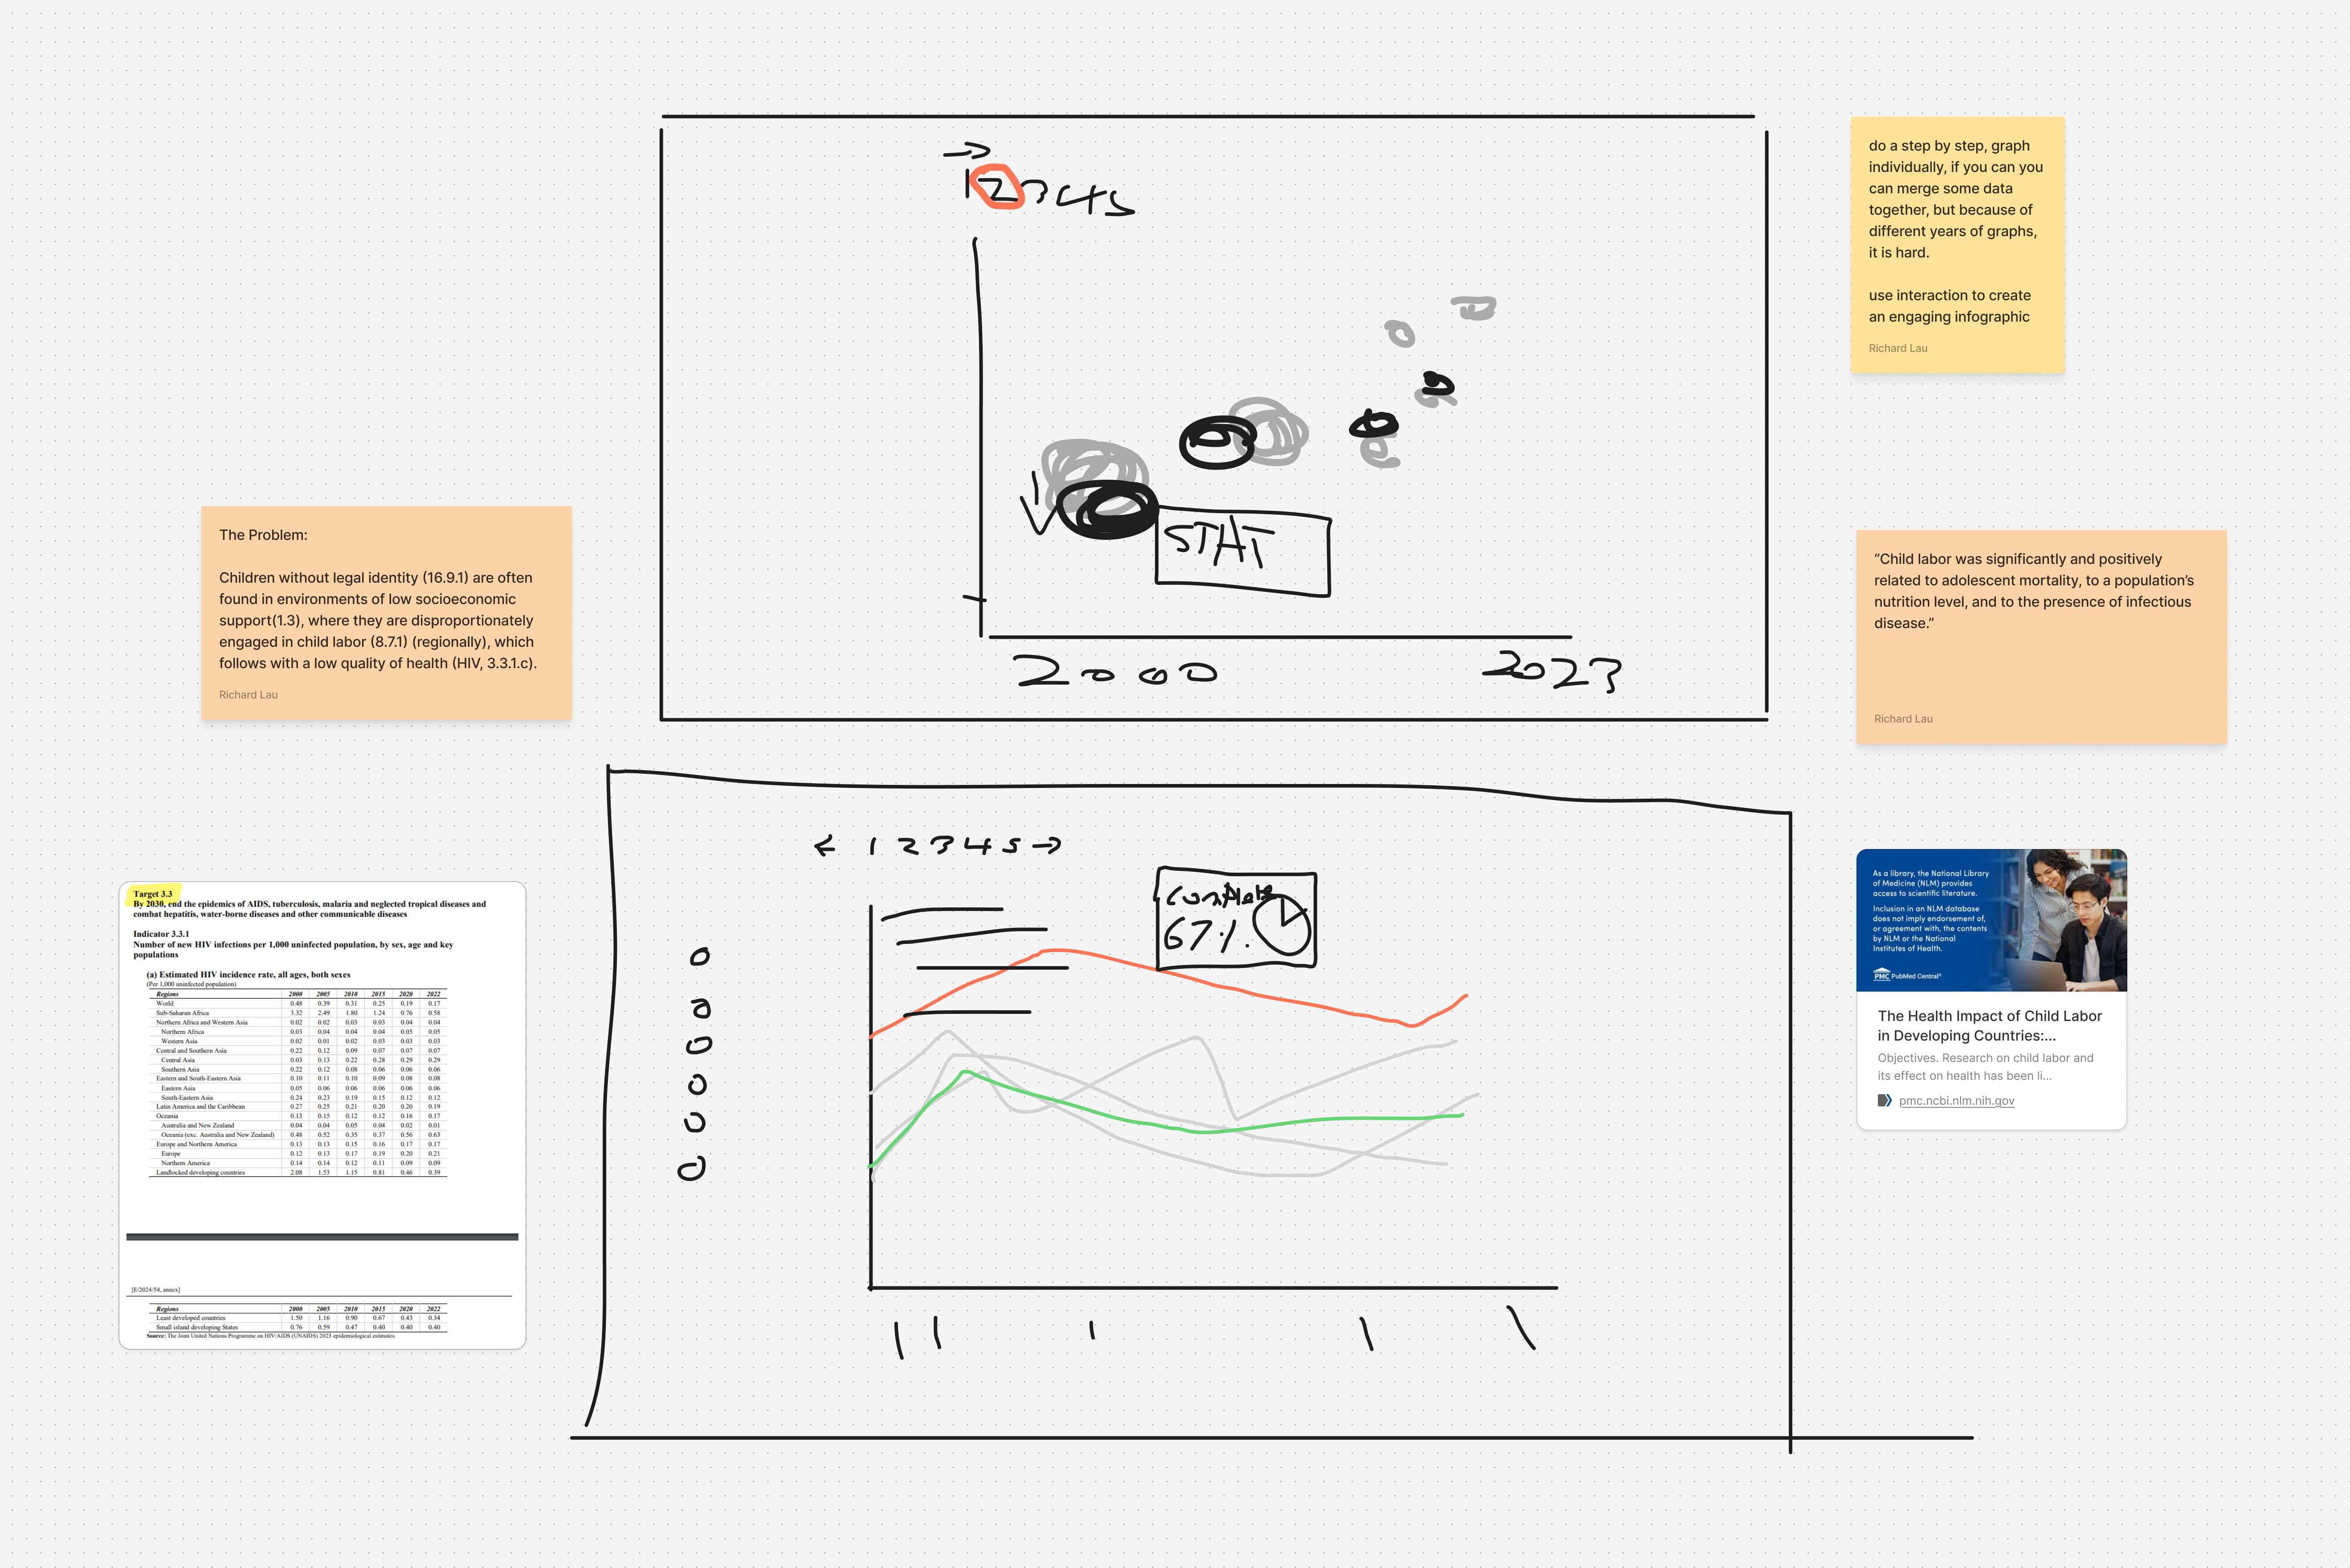 1 2 3 4 5
STAT
2000
2023
do a step by step, graph
individually, if you can you
can merge some data
together, but because of
different years of graphs,
it is hard.
use interaction to create
an engaging infographic
Richard Lau
The Problem:
Children without legal identity (16.9.1) are often
found in environments of low socioeconomic
support(1.3), where they are disproportionately
engaged in child labor (8.7.1) (regionally), which
follows with a low quality of health (HIV, 3.3.1.c).
Richard Lau
“Child labor was significantly and positively
related to adolescent mortality, to a population’s
nutrition level, and to the presence of infectious
disease.”
Richard Lau
← 1 2 3 4 5 →
Complete
67%.
Target 3.3
By 2030, end the epidemics of AIDS, tuberculosis, malaria and neglected tropical diseases and
combat hepatitis, water-borne diseases and other communicable diseases
Indicator 3.3.1
Number of new HIV infections per 1,000 uninfected population, by sex, age and key
populations
(a) Estimated HIV incidence rate, all ages, both sexes
(Per 1,000 uninfected population)
Regions 2000 2005 2010 2015 2020 2022
World 0.48 0.39 0.31 0.25 0.19 0.17
Sub-Saharan Africa 3.32 2.49 1.80 1.24 0.76 0.58
Northern Africa and Western Asia 0.02 0.02 0.03 0.03 0.04 0.04
Northern Africa 0.03 0.04 0.04 0.04 0.05 0.05
Western Asia 0.02 0.01 0.02 0.03 0.03 0.03
Central and Southern Asia 0.22 0.12 0.09 0.07 0.07 0.07
Central Asia 0.03 0.13 0.22 0.28 0.29 0.29
Southern Asia 0.22 0.12 0.08 0.06 0.06 0.06
Eastern and South-Eastern Asia 0.10 0.11 0.10 0.09 0.08 0.08
Eastern Asia 0.05 0.06 0.06 0.06 0.06 0.06
South-Eastern Asia 0.24 0.23 0.19 0.15 0.12 0.12
Latin America and the Caribbean 0.27 0.25 0.21 0.20 0.20 0.19
Oceania 0.13 0.15 0.12 0.12 0.16 0.17
Australia and New Zealand 0.04 0.04 0.05 0.04 0.02 0.01
Oceania (exc. Australia and New Zealand) 0.48 0.52 0.35 0.37 0.56 0.63
Europe and Northern America 0.13 0.13 0.15 0.16 0.17 0.17
Europe 0.12 0.13 0.17 0.19 0.20 0.21
Northern America 0.14 0.14 0.12 0.11 0.09 0.09
Landlocked developing countries 2.08 1.53 1.15 0.81 0.46 0.39
[E/2024/54, annex]
Regions 2000 2005 2010 2015 2020 2022
Least developed countries 1.50 1.16 0.90 0.67 0.43 0.34
Small island developing States 0.76 0.59 0.47 0.40 0.40 0.40
Source: The Joint United Nations Programme on HIV/AIDS (UNAIDS) 2023 epidemiological estimates.
As a library, the National Library
of Medicine (NLM) provides
access to scientific literature.
Inclusion in an NLM database
does not imply endorsement of,
or agreement with, the contents
by NLM or the National
Institutes of Health.
PMC PubMed Central®
The Health Impact of Child Labor
in Developing Countries:...
Objectives. Research on child labor and
its effect on health has been li...
pmc.ncbi.nlm.nih.gov